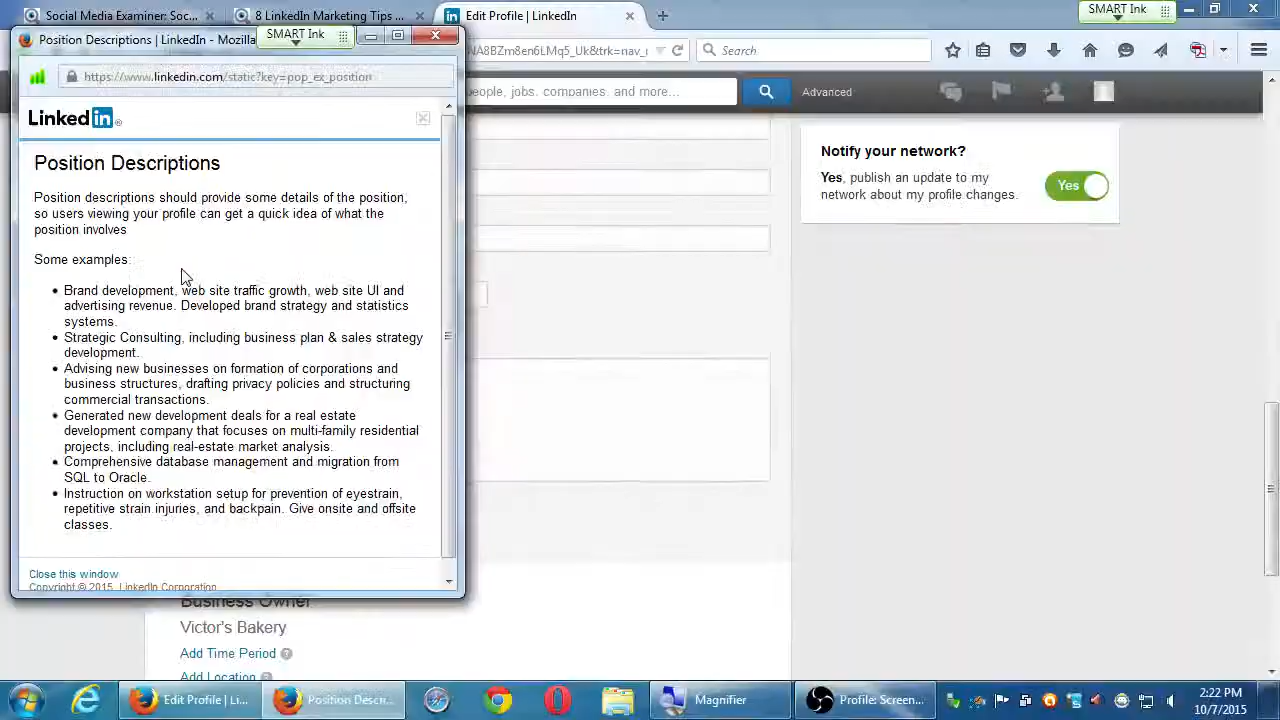 Social Media Examiner: Soc...
8 LinkedIn Marketing Tips ...
Edit Profile | LinkedIn
SMART Ink
Position Descriptions | LinkedIn - Mozilla
SMART Ink
NA8BZm8en6LMq5_Uk&trk=nav_r
Search
https://www.linkedin.com/static?key=pop_ex_position
people, jobs, companies, and more...
Advanced
Linked in
Position Descriptions
Position descriptions should provide some details of the position,
so users viewing your profile can get a quick idea of what the
position involves
Some examples:
• Brand development, web site traffic growth, web site UI and
advertising revenue. Developed brand strategy and statistics
systems.
• Strategic Consulting, including business plan & sales strategy
development.
• Advising new businesses on formation of corporations and
business structures, drafting privacy policies and structuring
commercial transactions.
• Generated new development deals for a real estate
development company that focuses on multi-family residential
projects, including real-estate market analysis.
• Comprehensive database management and migration from
SQL to Oracle.
• Instruction on workstation setup for prevention of eyestrain,
repetitive strain injuries, and backpain. Give onsite and offsite
classes.
Close this window
Copyright © 2015, LinkedIn Corporation
Notify your network?
Yes, publish an update to my
network about my profile changes.
Yes
Business Owner
Victor's Bakery
Add Time Period ?
Add Location ?
Edit Profile | Li...
Position Descr...
Magnifier
Profile: Screen...
2:22 PM
10/7/2015